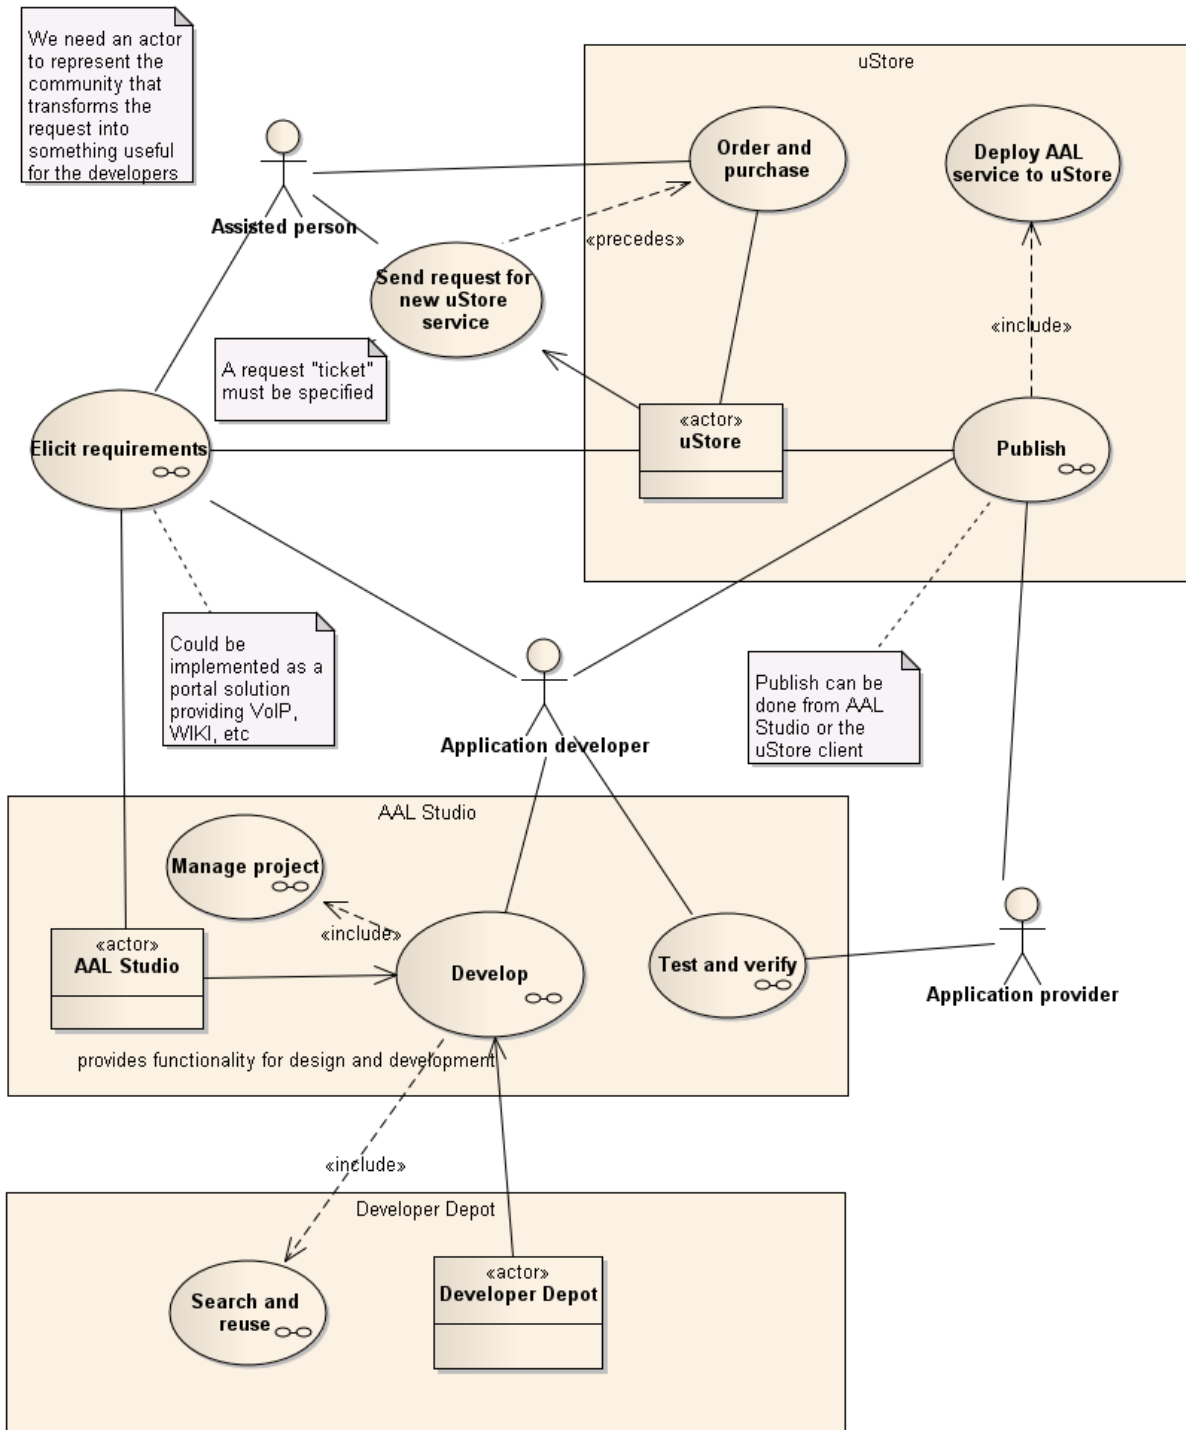 We need an actor
to represent the
community that
transforms the
request into
something useful
for the developers
uStore
Order and
purchase
Deploy AAL
service to uStore
Assisted person
«precedes»
Send request for
new uStore
service
«include»
A request "ticket"
must be specified
«actor»
uStore
Elicit requirements
Publish
Could be
implemented as a
portal solution
providing VoIP,
WIKI, etc
Publish can be
done from AAL
Studio or the
uStore client
Application developer
AAL Studio
Manage project
«include»
«actor»
AAL Studio
Develop
Test and verify
Application provider
provides functionality for design and development
«include»
Developer Depot
Search and
reuse
«actor»
Developer Depot